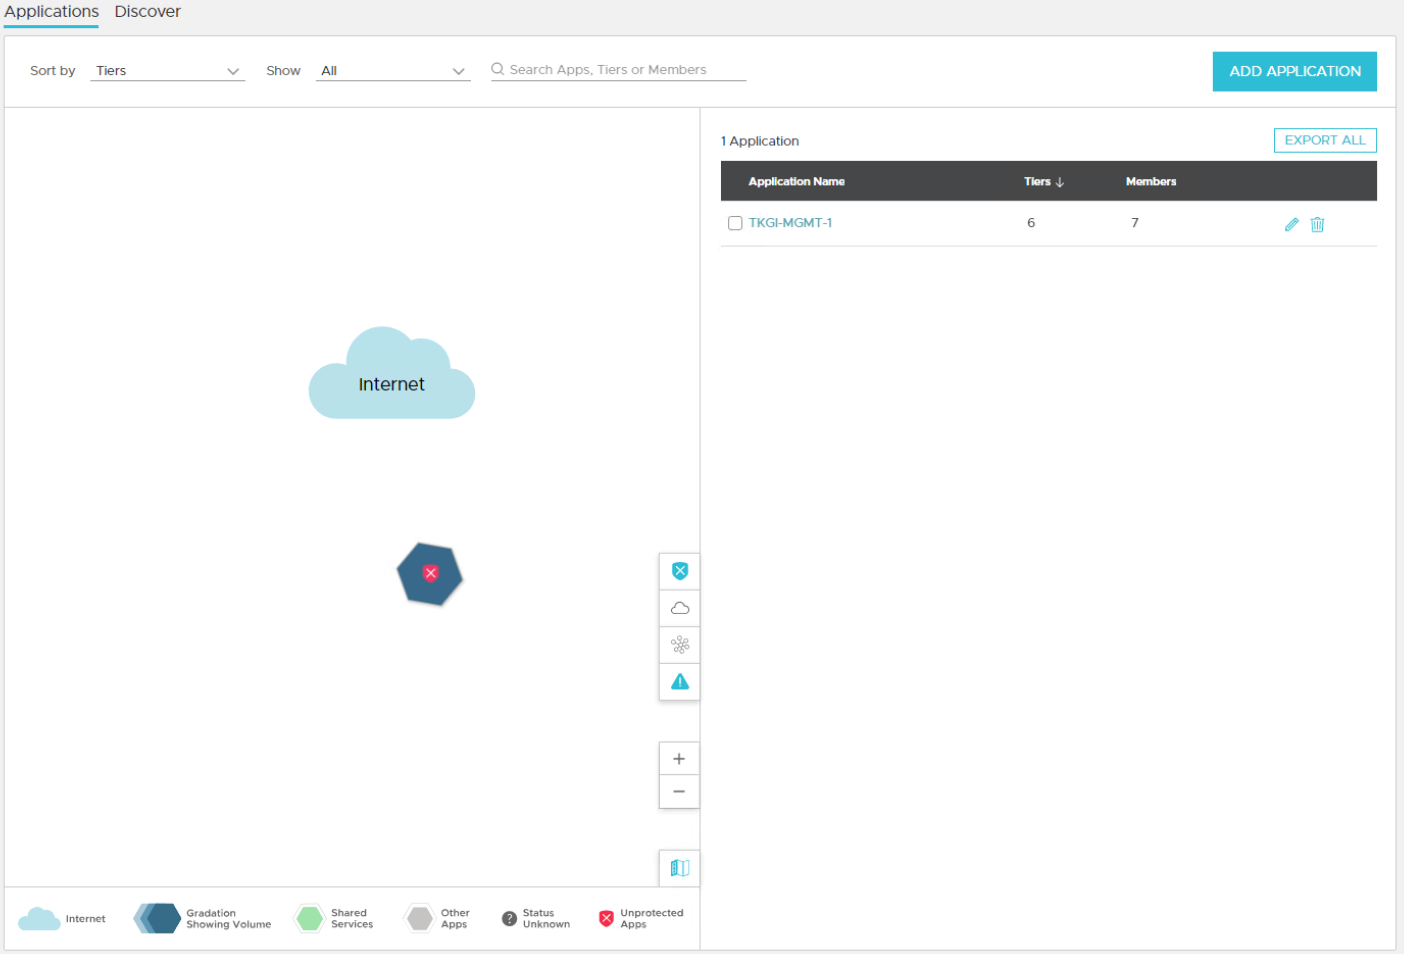 Applications Discover
Sort by Tiers Show All Search Apps, Tiers or Members ADD APPLICATION
1 Application EXPORT ALL
Application Name Tiers Members
TKGI-MGMT-1 6 7
Internet
Internet
Gradation
Showing Volume
Shared
Services
Other
Apps
Status
Unknown
Unprotected
Apps